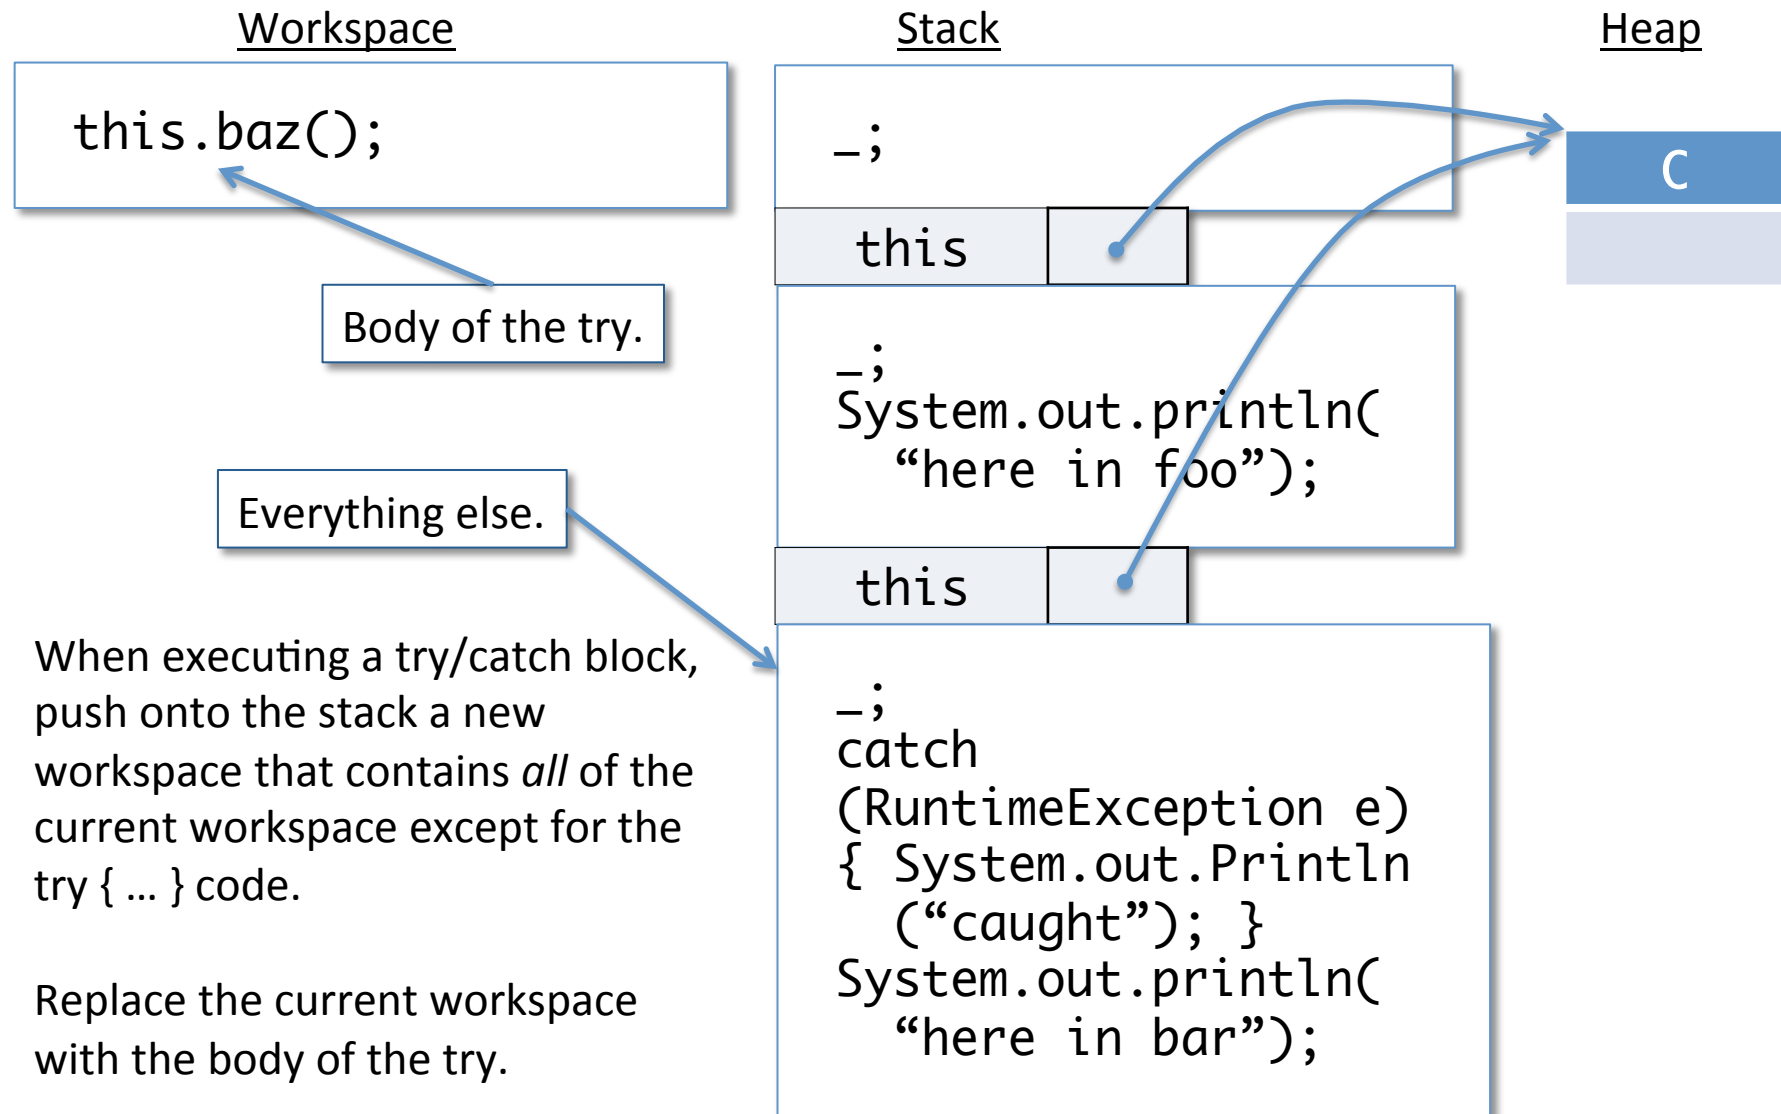 Workspace
Stack
Heap
this.baz();
Body of the try.
Everything else.
When executing a try/catch block,
push onto the stack a new
workspace that contains all of the
current workspace except for the
try { … } code.
Replace the current workspace
with the body of the try.
_;
this
_;
System.out.println(
“here in foo”);
this
_;
catch
(RuntimeException e)
{ System.out.Println
(“caught”); }
System.out.println(
“here in bar”);
C